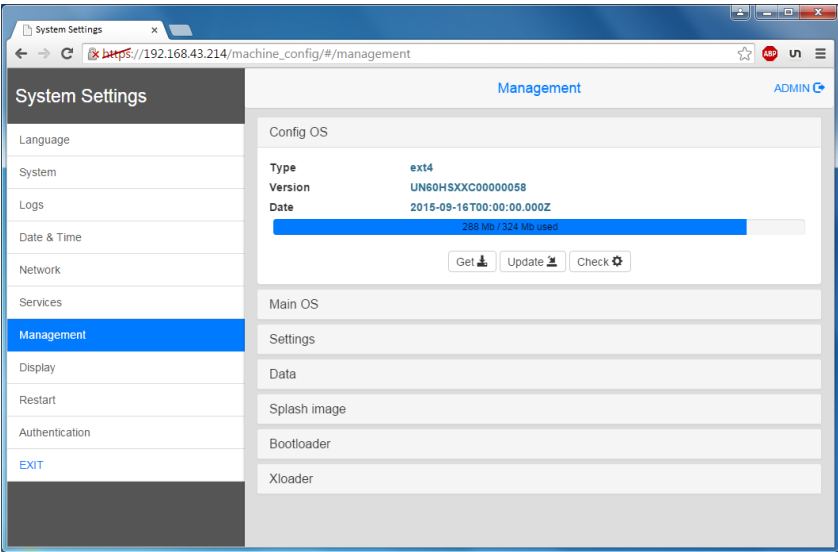 System Settings x
https://192.168.43.214/machine_config/#/management
ABP
System Settings
Management
ADMIN
Language
System
Logs
Date & Time
Network
Services
Management
Display
Restart
Authentication
EXIT
Config OS
Type ext4
Version UN60HSXXC00000058
Date 2015-09-16T00:00:00.000Z
288 Mb / 324 Mb used
Get Update Check
Main OS
Settings
Data
Splash image
Bootloader
Xloader